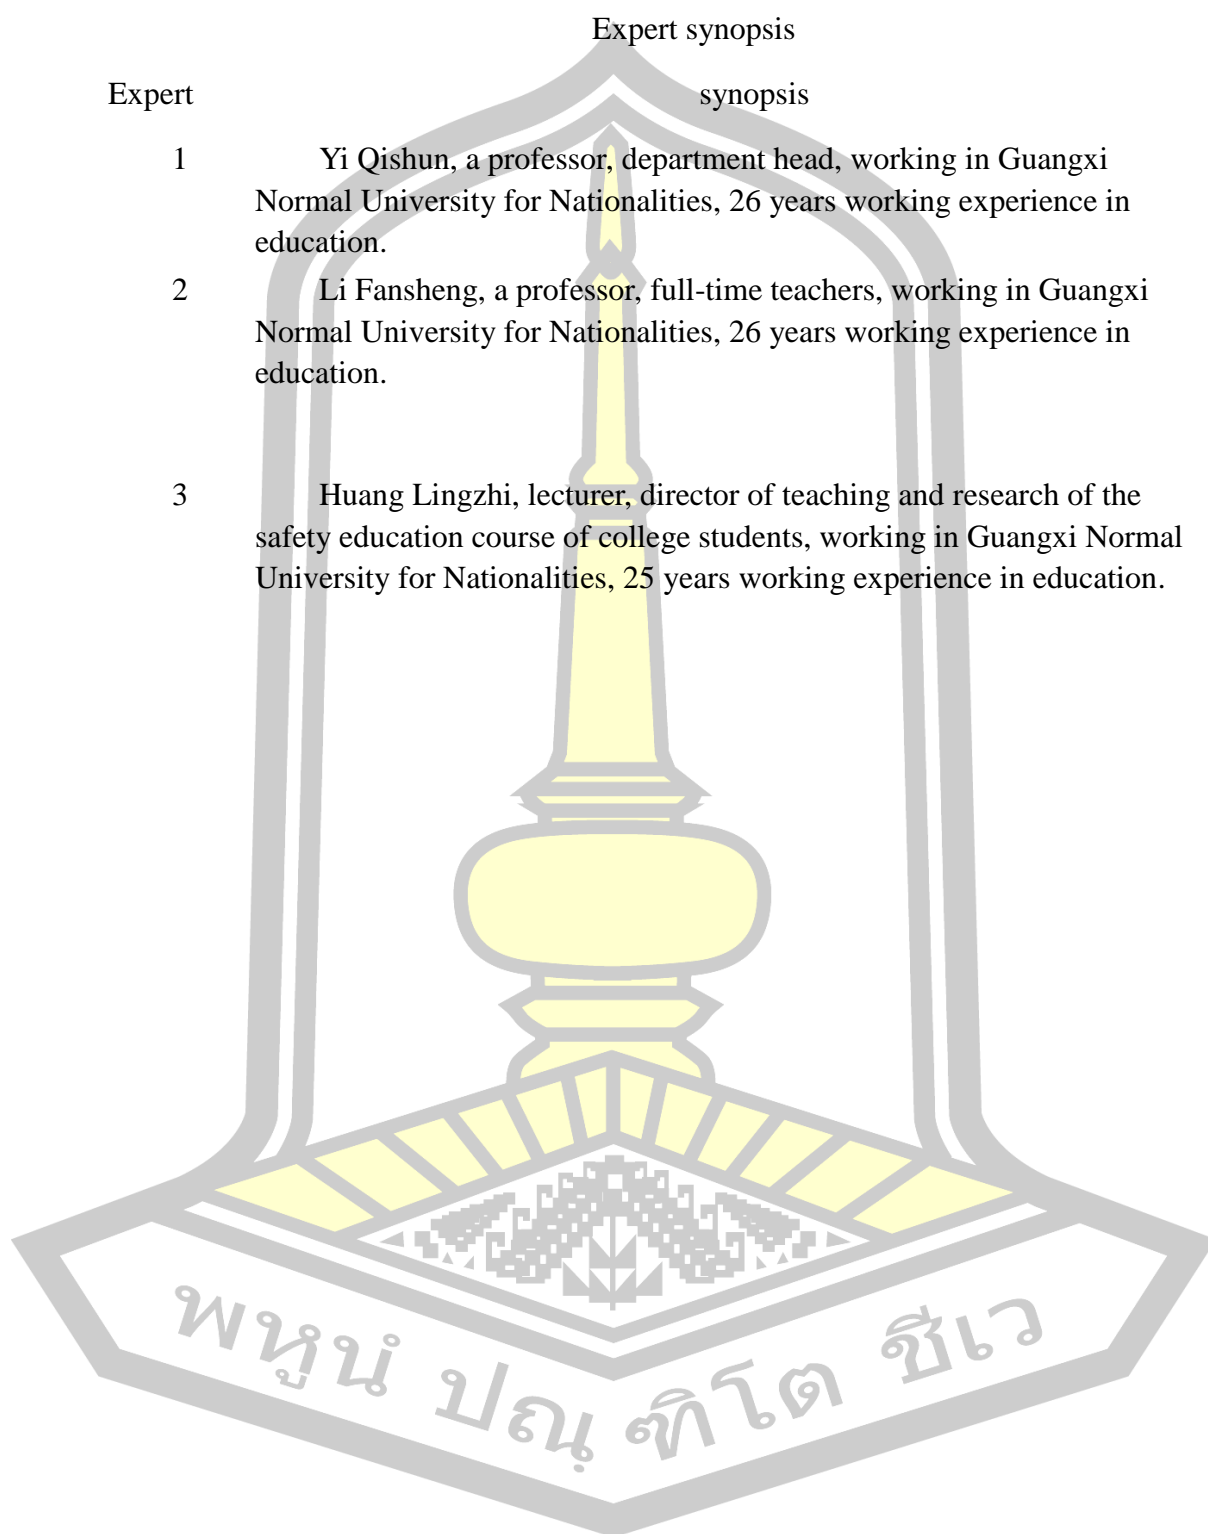 Expert synopsis
Expert synopsis
1 Yi Qishun, a professor, department head, working in Guangxi
Normal University for Nationalities, 26 years working experience in
education.
2 Li Fansheng, a professor, full-time teachers, working in Guangxi
Normal University for Nationalities, 26 years working experience in
education.
3 Huang Lingzhi, lecturer, director of teaching and research of the
safety education course of college students, working in Guangxi Normal
University for Nationalities, 25 years working experience in education.
พหูนํ ปณฺฑิโต ชีเว